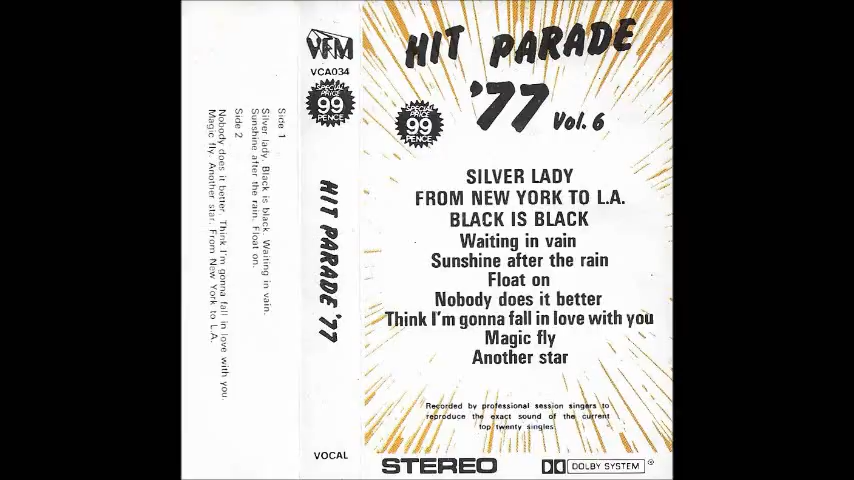 Side 1
Silver lady. Black is black. Waiting in vain.
Sunshine after the rain. Float on.
Side 2
Nobody does it better. Think I'm gonna fall in love with you.
Magic fly. Another star. From New York to L.A.
VFM
VCA034
SPECIAL PRICE
99
PENCE
HIT PARADE '77
VOCAL
HIT PARADE
'77 Vol. 6
SPECIAL PRICE
99
PENCE
SILVER LADY
FROM NEW YORK TO L.A.
BLACK IS BLACK
Waiting in vain
Sunshine after the rain
Float on
Nobody does it better
Think I'm gonna fall in love with you
Magic fly
Another star
Recorded by professional session singers to
reproduce the exact sound of the current
top twenty singles
STEREO
DOLBY SYSTEM ®